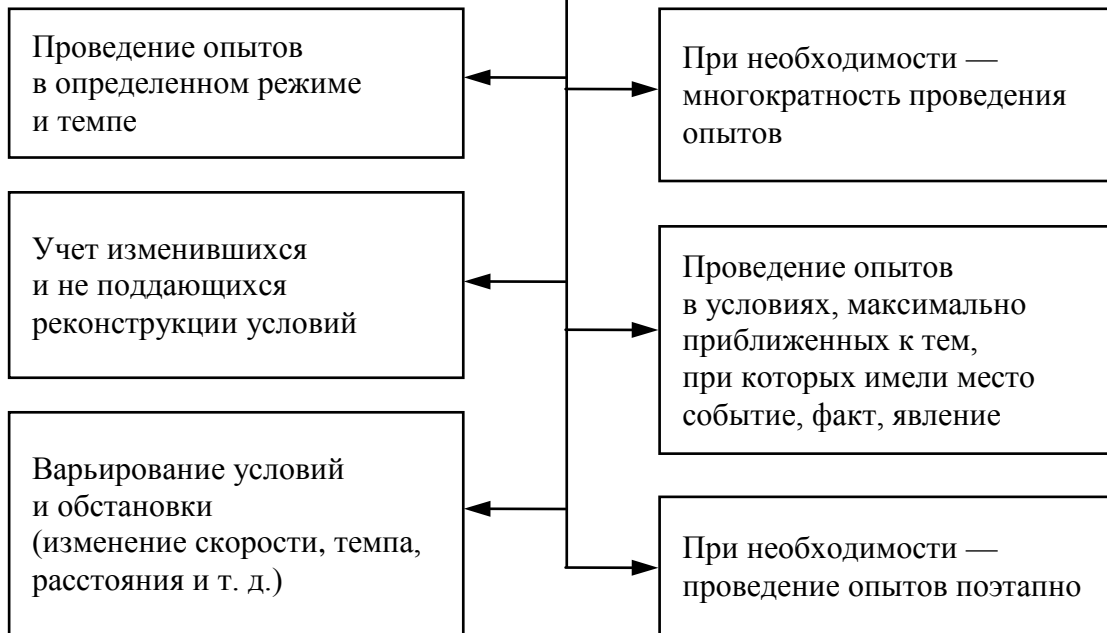 Проведение опытов
в определенном режиме
и темпе
Учет изменившихся
и не поддающихся
реконструкции условий
Варьирование условий
и обстановки
(изменение скорости, темпа,
расстояния и т. д.)
При необходимости —
многократность проведения
опытов
Проведение опытов
в условиях, максимально
приближенных к тем,
при которых имели место
событие, факт, явление
При необходимости —
проведение опытов поэтапно